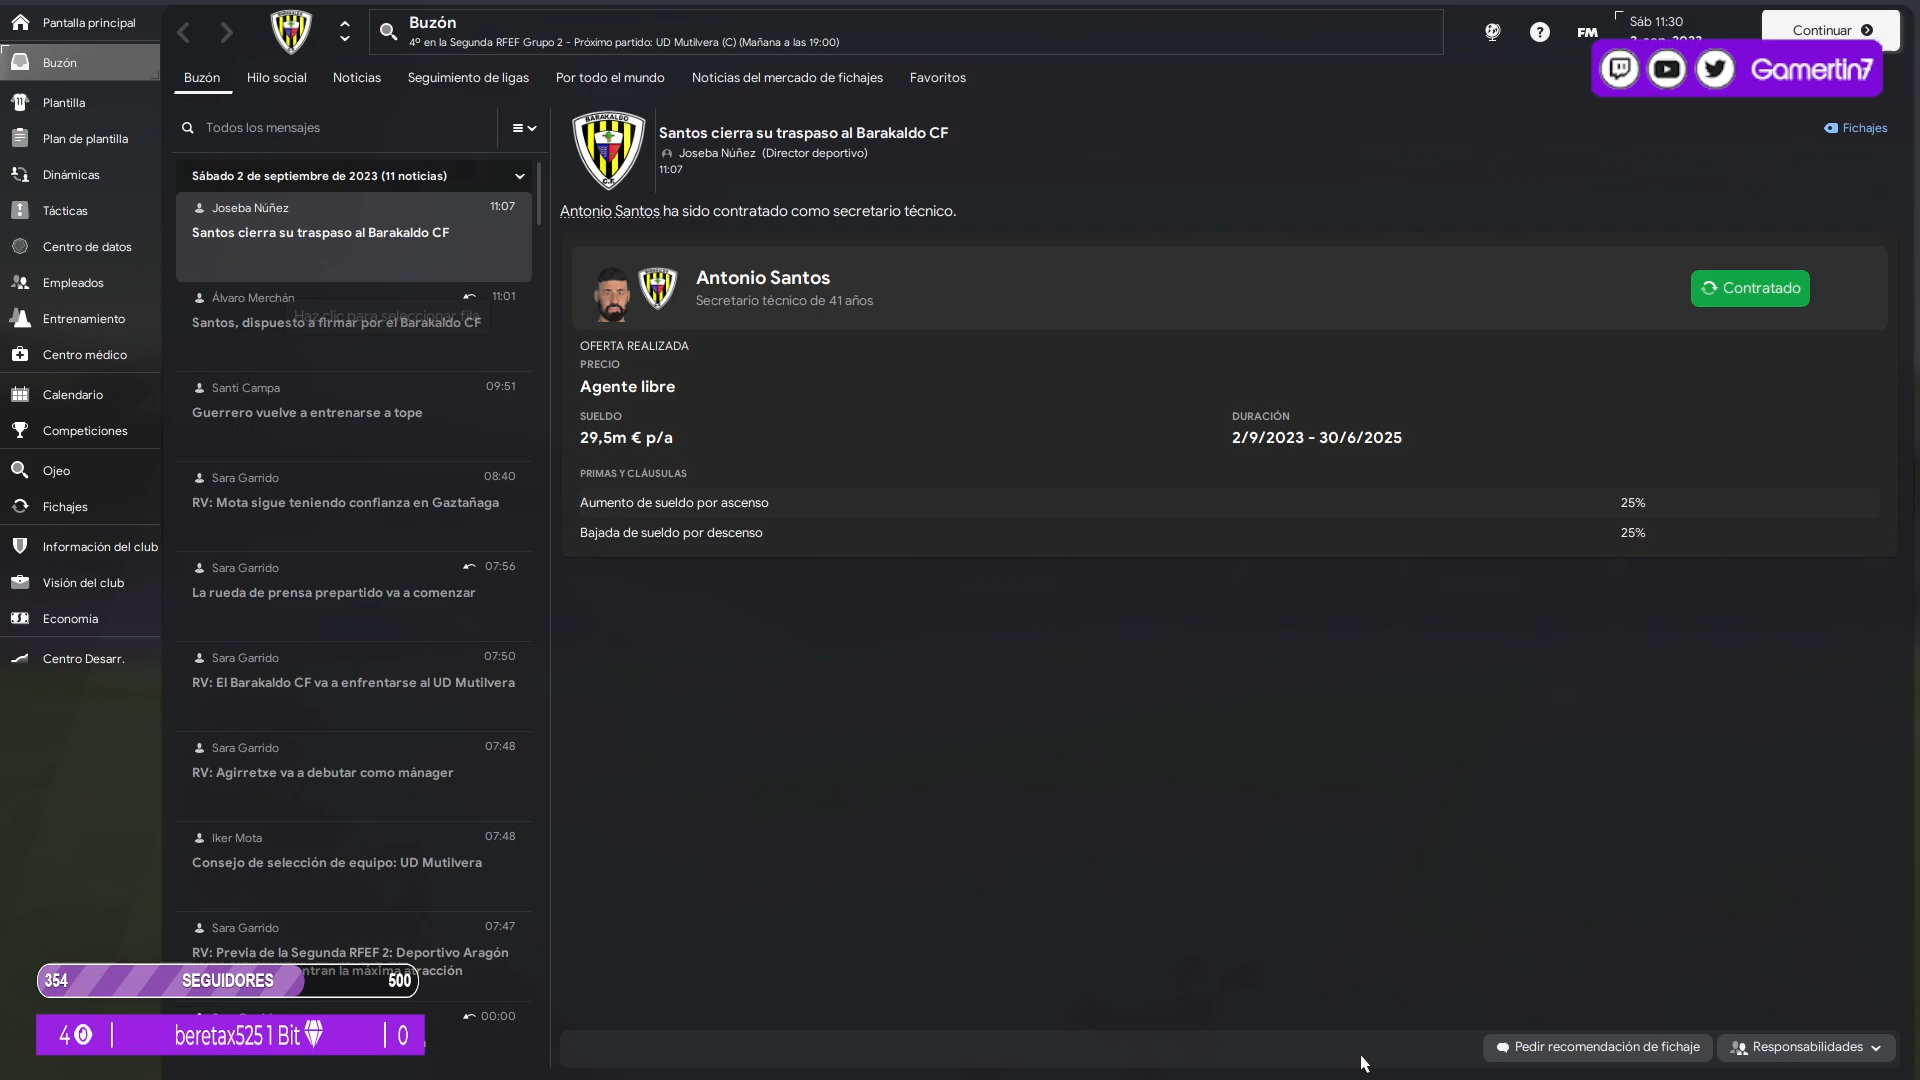 Pantalla principal
Buzón
Plantilla
Plan de plantilla
Dinámicas
Tácticas
Centro de datos
Empleados
Entrenamiento
Centro médico
Calendario
Competiciones
Ojeo
Fichajes
Información del club
Visión del club
Economía
Centro Desarr.
Buzón
4º en la Segunda RFEF Grupo 2 - Próximo partido: UD Mutilvera (C) (Mañana a las 19:00)
FM
Sáb 11:30
Continuar
Gamertin7
Buzón
Hilo social
Noticias
Seguimiento de ligas
Por todo el mundo
Noticias del mercado de fichajes
Favoritos
Todos los mensajes
Sábado 2 de septiembre de 2023 (11 noticias)
Joseba Núñez 11:07
Santos cierra su traspaso al Barakaldo CF
Álvaro Merchán 11:01
Haz clic para seleccionar fila
Santos, dispuesto a firmar por el Barakaldo CF
Santi Campa 09:51
Guerrero vuelve a entrenarse a tope
Sara Garrido 08:40
RV: Mota sigue teniendo confianza en Gaztañaga
Sara Garrido 07:56
La rueda de prensa prepartido va a comenzar
Sara Garrido 07:50
RV: El Barakaldo CF va a enfrentarse al UD Mutilvera
Sara Garrido 07:48
RV: Agirretxe va a debutar como mánager
Iker Mota 07:48
Consejo de selección de equipo: UD Mutilvera
Sara Garrido 07:47
RV: Previa de la Segunda RFEF 2: Deportivo Aragón
la máxima atracción
00:00
354 SEGUIDORES 500
4 beretax525 1 Bit 0
BARAKALDO
C.F.
Santos cierra su traspaso al Barakaldo CF
Joseba Núñez (Director deportivo)
11:07
Fichajes
Antonio Santos ha sido contratado como secretario técnico.
Antonio Santos
Secretario técnico de 41 años
Contratado
OFERTA REALIZADA
PRECIO
Agente libre
SUELDO
29,5m € p/a
DURACIÓN
2/9/2023 - 30/6/2025
PRIMAS Y CLÁUSULAS
Aumento de sueldo por ascenso 25%
Bajada de sueldo por descenso 25%
Pedir recomendación de fichaje
Responsabilidades